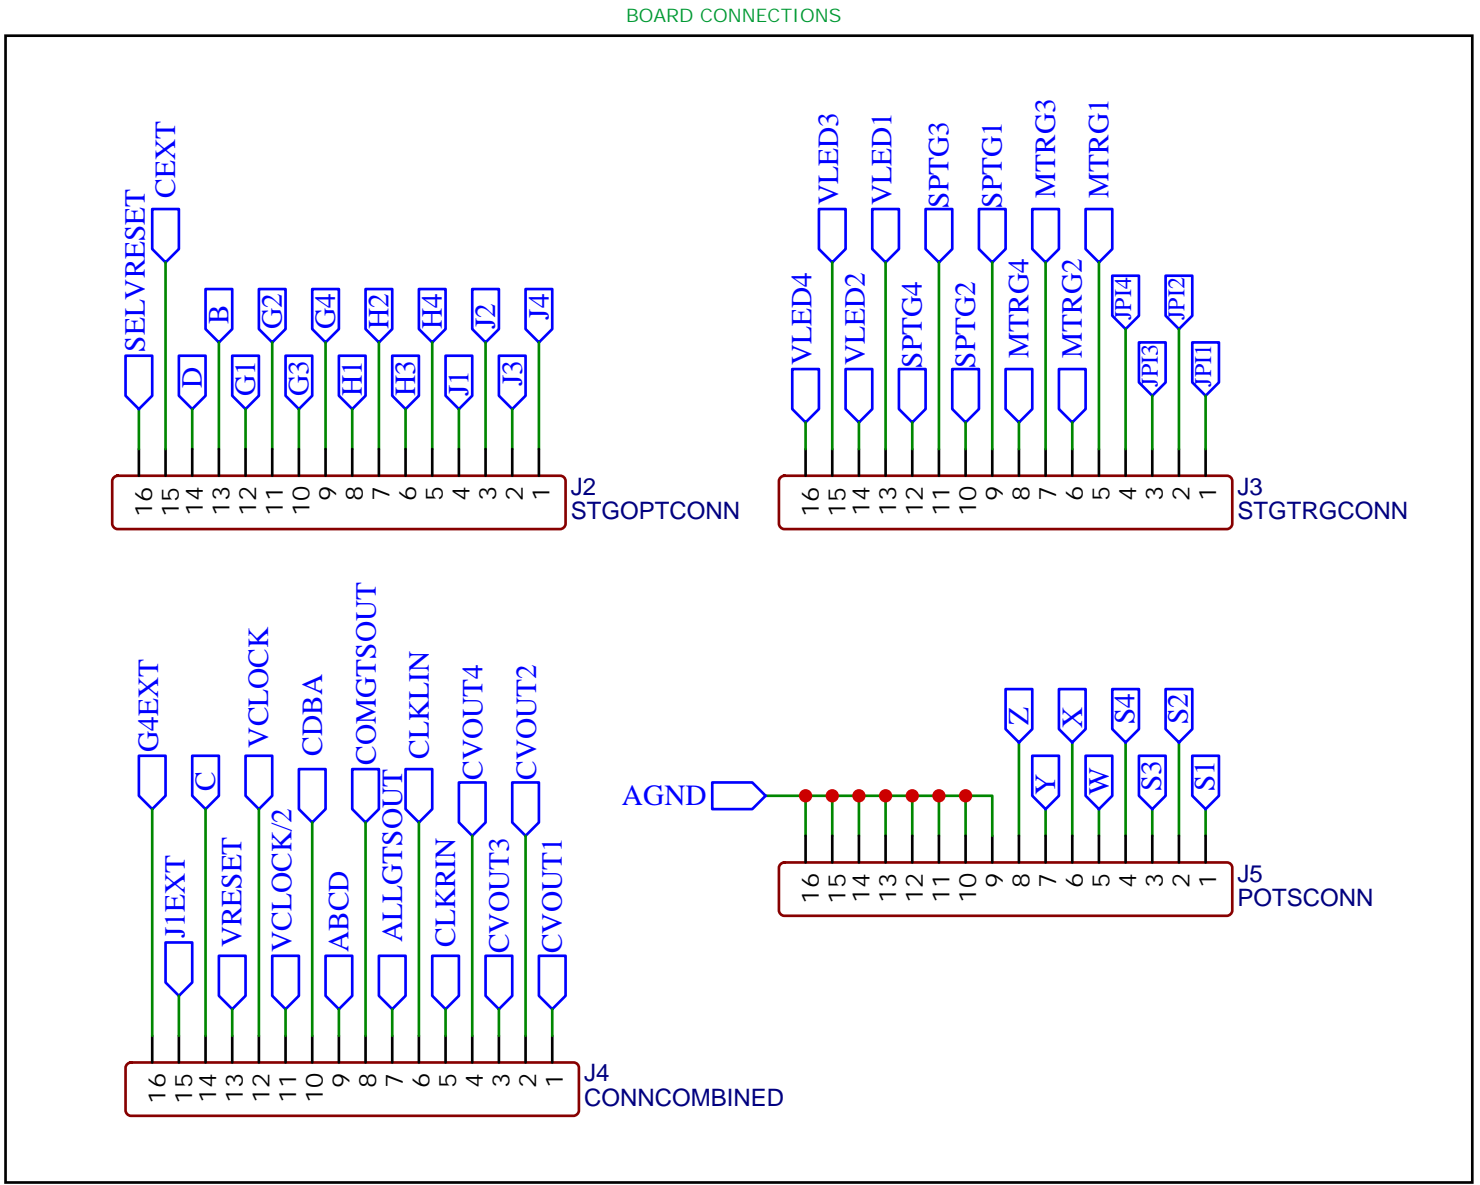 BOARD CONNECTIONS
SELVRESET
CEXT
D
B
G1
G2
G3
G4
H1
H2
H3
H4
J1
J2
J3
J4
16 15 14 13 12 11 10 9 8 7 6 5 4 3 2 1
J2
STGOPTCONN
VLED4
VLED3
VLED2
VLED1
SPTG4
SPTG3
SPTG2
SPTG1
MTRG4
MTRG3
MTRG2
MTRG1
JPI4
JPI3
JPI2
JPI1
16 15 14 13 12 11 10 9 8 7 6 5 4 3 2 1
J3
STGTRGCONN
G4EXT
J1EXT
C
VRESET
VCLOCK
VCLOCK/2
CDBA
ABCD
COMGTSOUT
ALLGTSOUT
CLKLIN
CLKRIN
CVOUT4
CVOUT3
CVOUT2
CVOUT1
16 15 14 13 12 11 10 9 8 7 6 5 4 3 2 1
J4
CONNCOMBINED
AGND
Z
Y
X
W
S4
S3
S2
S1
16 15 14 13 12 11 10 9 8 7 6 5 4 3 2 1
J5
POTSCONN